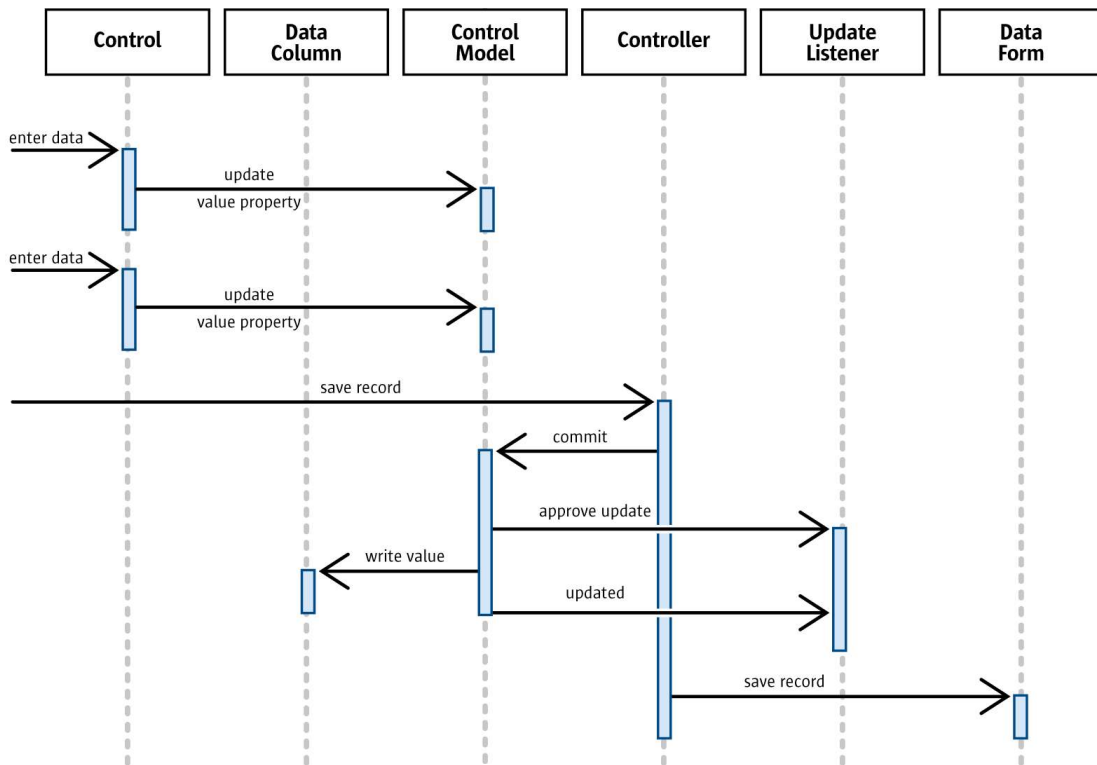 Control
Data
Column
Control
Model
Controller
Update
Listener
Data
Form
enter data
update
value property
enter data
update
value property
save record
commit
approve update
write value
updated
save record